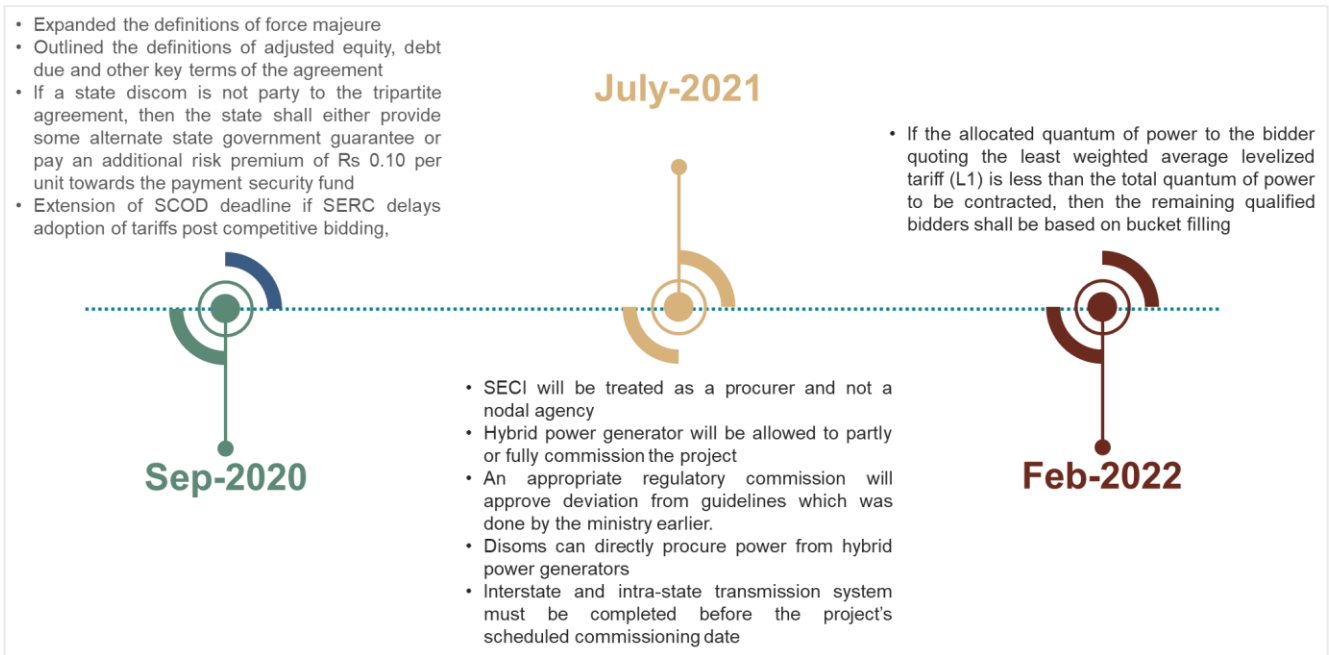 • Expanded the definitions of force majeure
• Outlined the definitions of adjusted equity, debt
due and other key terms of the agreement
• If a state discom is not party to the tripartite
agreement, then the state shall either provide
some alternate state government guarantee or
pay an additional risk premium of Rs 0.10 per
unit towards the payment security fund
• Extension of SCOD deadline if SERC delays
adoption of tariffs post competitive bidding,
Sep-2020
July-2021
• SECI will be treated as a procurer and not a
nodal agency
• Hybrid power generator will be allowed to partly
or fully commission the project
• An appropriate regulatory commission will
approve deviation from guidelines which was
done by the ministry earlier.
• Disoms can directly procure power from hybrid
power generators
• Interstate and intra-state transmission system
must be completed before the project's
scheduled commissioning date
• If the allocated quantum of power to the bidder
quoting the least weighted average levelized
tariff (L1) is less than the total quantum of power
to be contracted, then the remaining qualified
bidders shall be based on bucket filling
Feb-2022